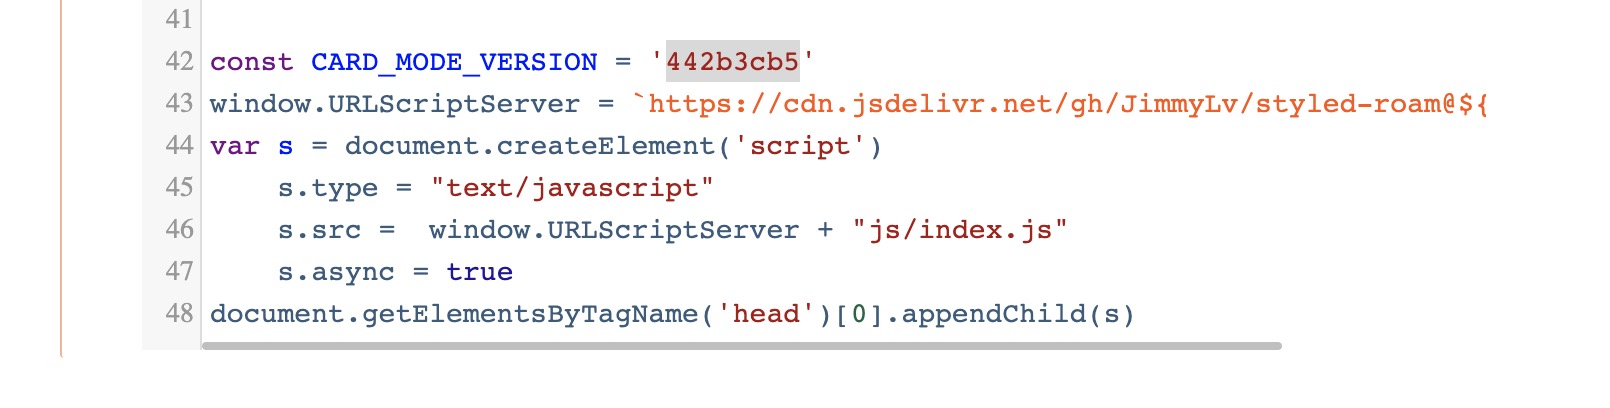 41
42 const CARD_MODE_VERSION = '442b3cb5'
43 window.URLScriptServer = `https://cdn.jsdelivr.net/gh/JimmyLv/styled-roam@${
44 var s = document.createElement('script')
45     s.type = "text/javascript"
46     s.src =  window.URLScriptServer + "js/index.js"
47     s.async = true
48 document.getElementsByTagName('head')[0].appendChild(s)